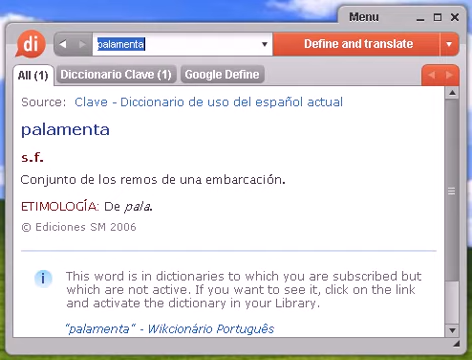 Menu
di
palamenta
Define and translate
All (1)
Diccionario Clave (1)
Google Define
Source: Clave - Diccionario de uso del español actual
palamenta
s.f.
Conjunto de los remos de una embarcación.
ETIMOLOGÍA: De pala.
© Ediciones SM 2006
i
This word is in dictionaries to which you are subscribed but
which are not active. If you want to see it, click on the link
and activate the dictionary in your Library.
"palamenta" - Wikcionário Português